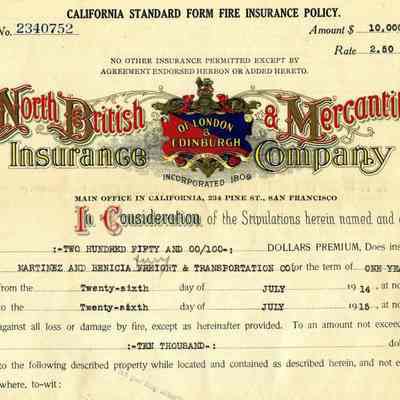 CALIFORNIA STANDARD FORM FIRE INSURANCE POLICY.
No. 2340752 Amount $ 10,000
Rate 2.50
NO OTHER INSURANCE PERMITTED EXCEPT BY
AGREEMENT ENDORSED HEREON OR ADDED HERETO.
North British & Mercantil
OF LONDON
&
EDINBURGH
Insurance Company
INCORPORATED 1809
MAIN OFFICE IN CALIFORNIA, 234 PINE ST., SAN FRANCISCO
In Consideration of the Stipulations herein named and
:-TWO HUNDRED FIFTY AND 00/100-; DOLLARS PREMIUM, Does ins
ferry
MARTINEZ AND BENICIA FREIGHT & TRANSPORTATION CO for the term of ONE YEA
from the Twenty-sixth day of JULY 1914. at no
to the Twenty-sixth day of JULY 1915. at no
against all loss or damage by fire, except as hereinafter provided. To an amount not exceed
:-TEN THOUSAND-: do
to the following described property while located and contained as described herein, and not e
where, to-wit: